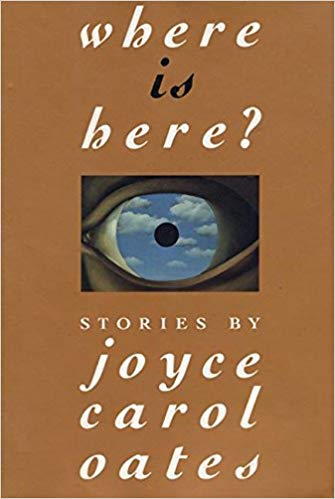 where
is
here?
STORIES BY
joyce
carol
oates